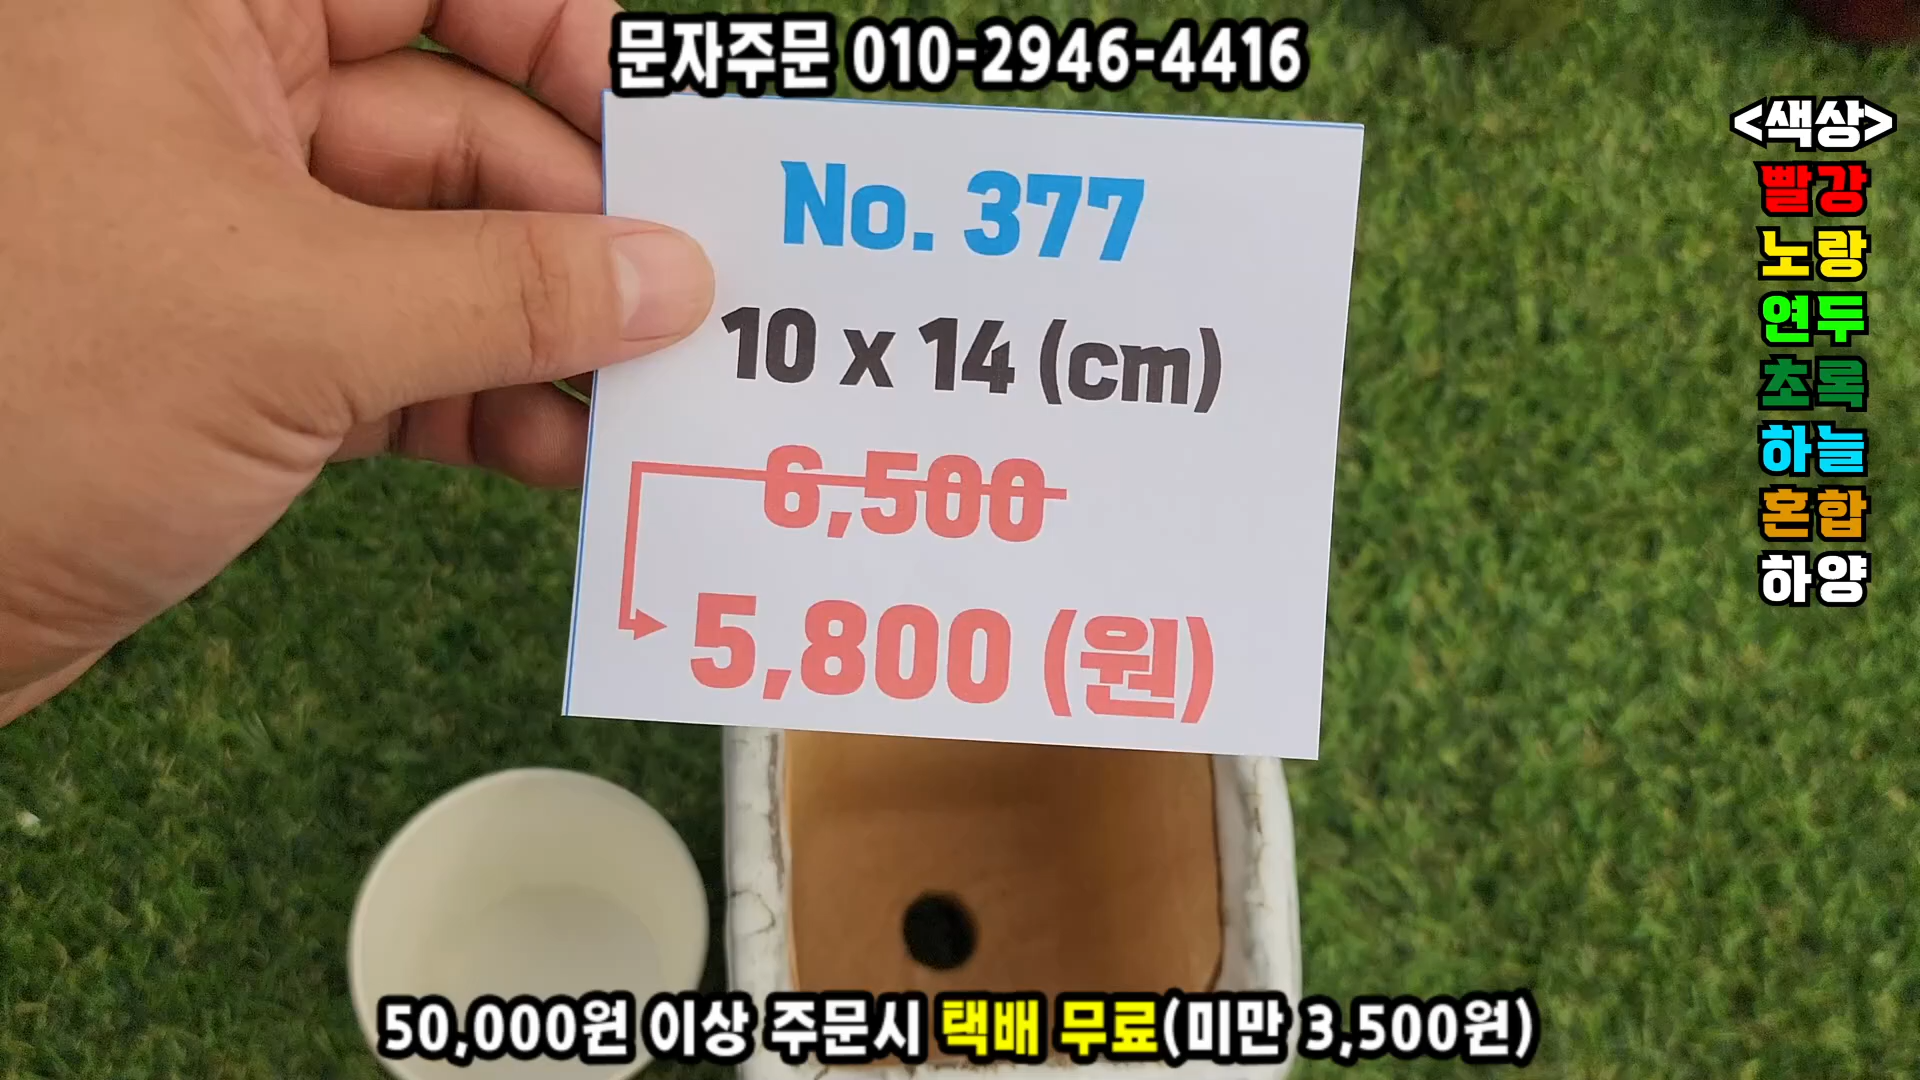 문자주문 010-2946-4416
No. 377
10 x 14 (cm)
6,500
5,800 (원)
<색상>
빨강
노랑
연두
초록
하늘
혼합
하양
50,000원 이상 주문시 택배 무료(미만 3,500원)